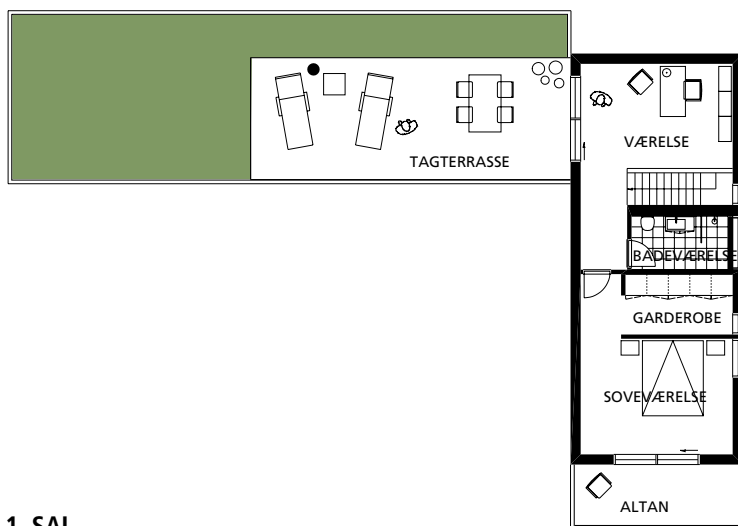 VÆRELSE
TAGTERRASSE
BADEVÆRELSE
GARDEROBE
SOVEVÆRELSE
ALTAN
1. SAL